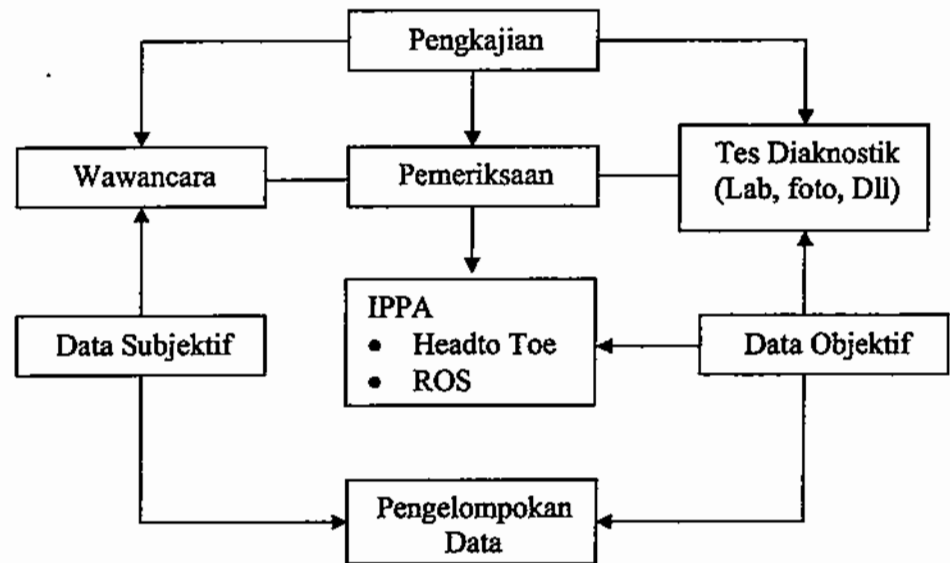 Pengkajian
Wawancara
Pemeriksaan
Tes Diaknostik
(Lab, foto, Dll)
Data Subjektif
IPPA
• Headto Toe
• ROS
Data Objektif
Pengelompokan
Data